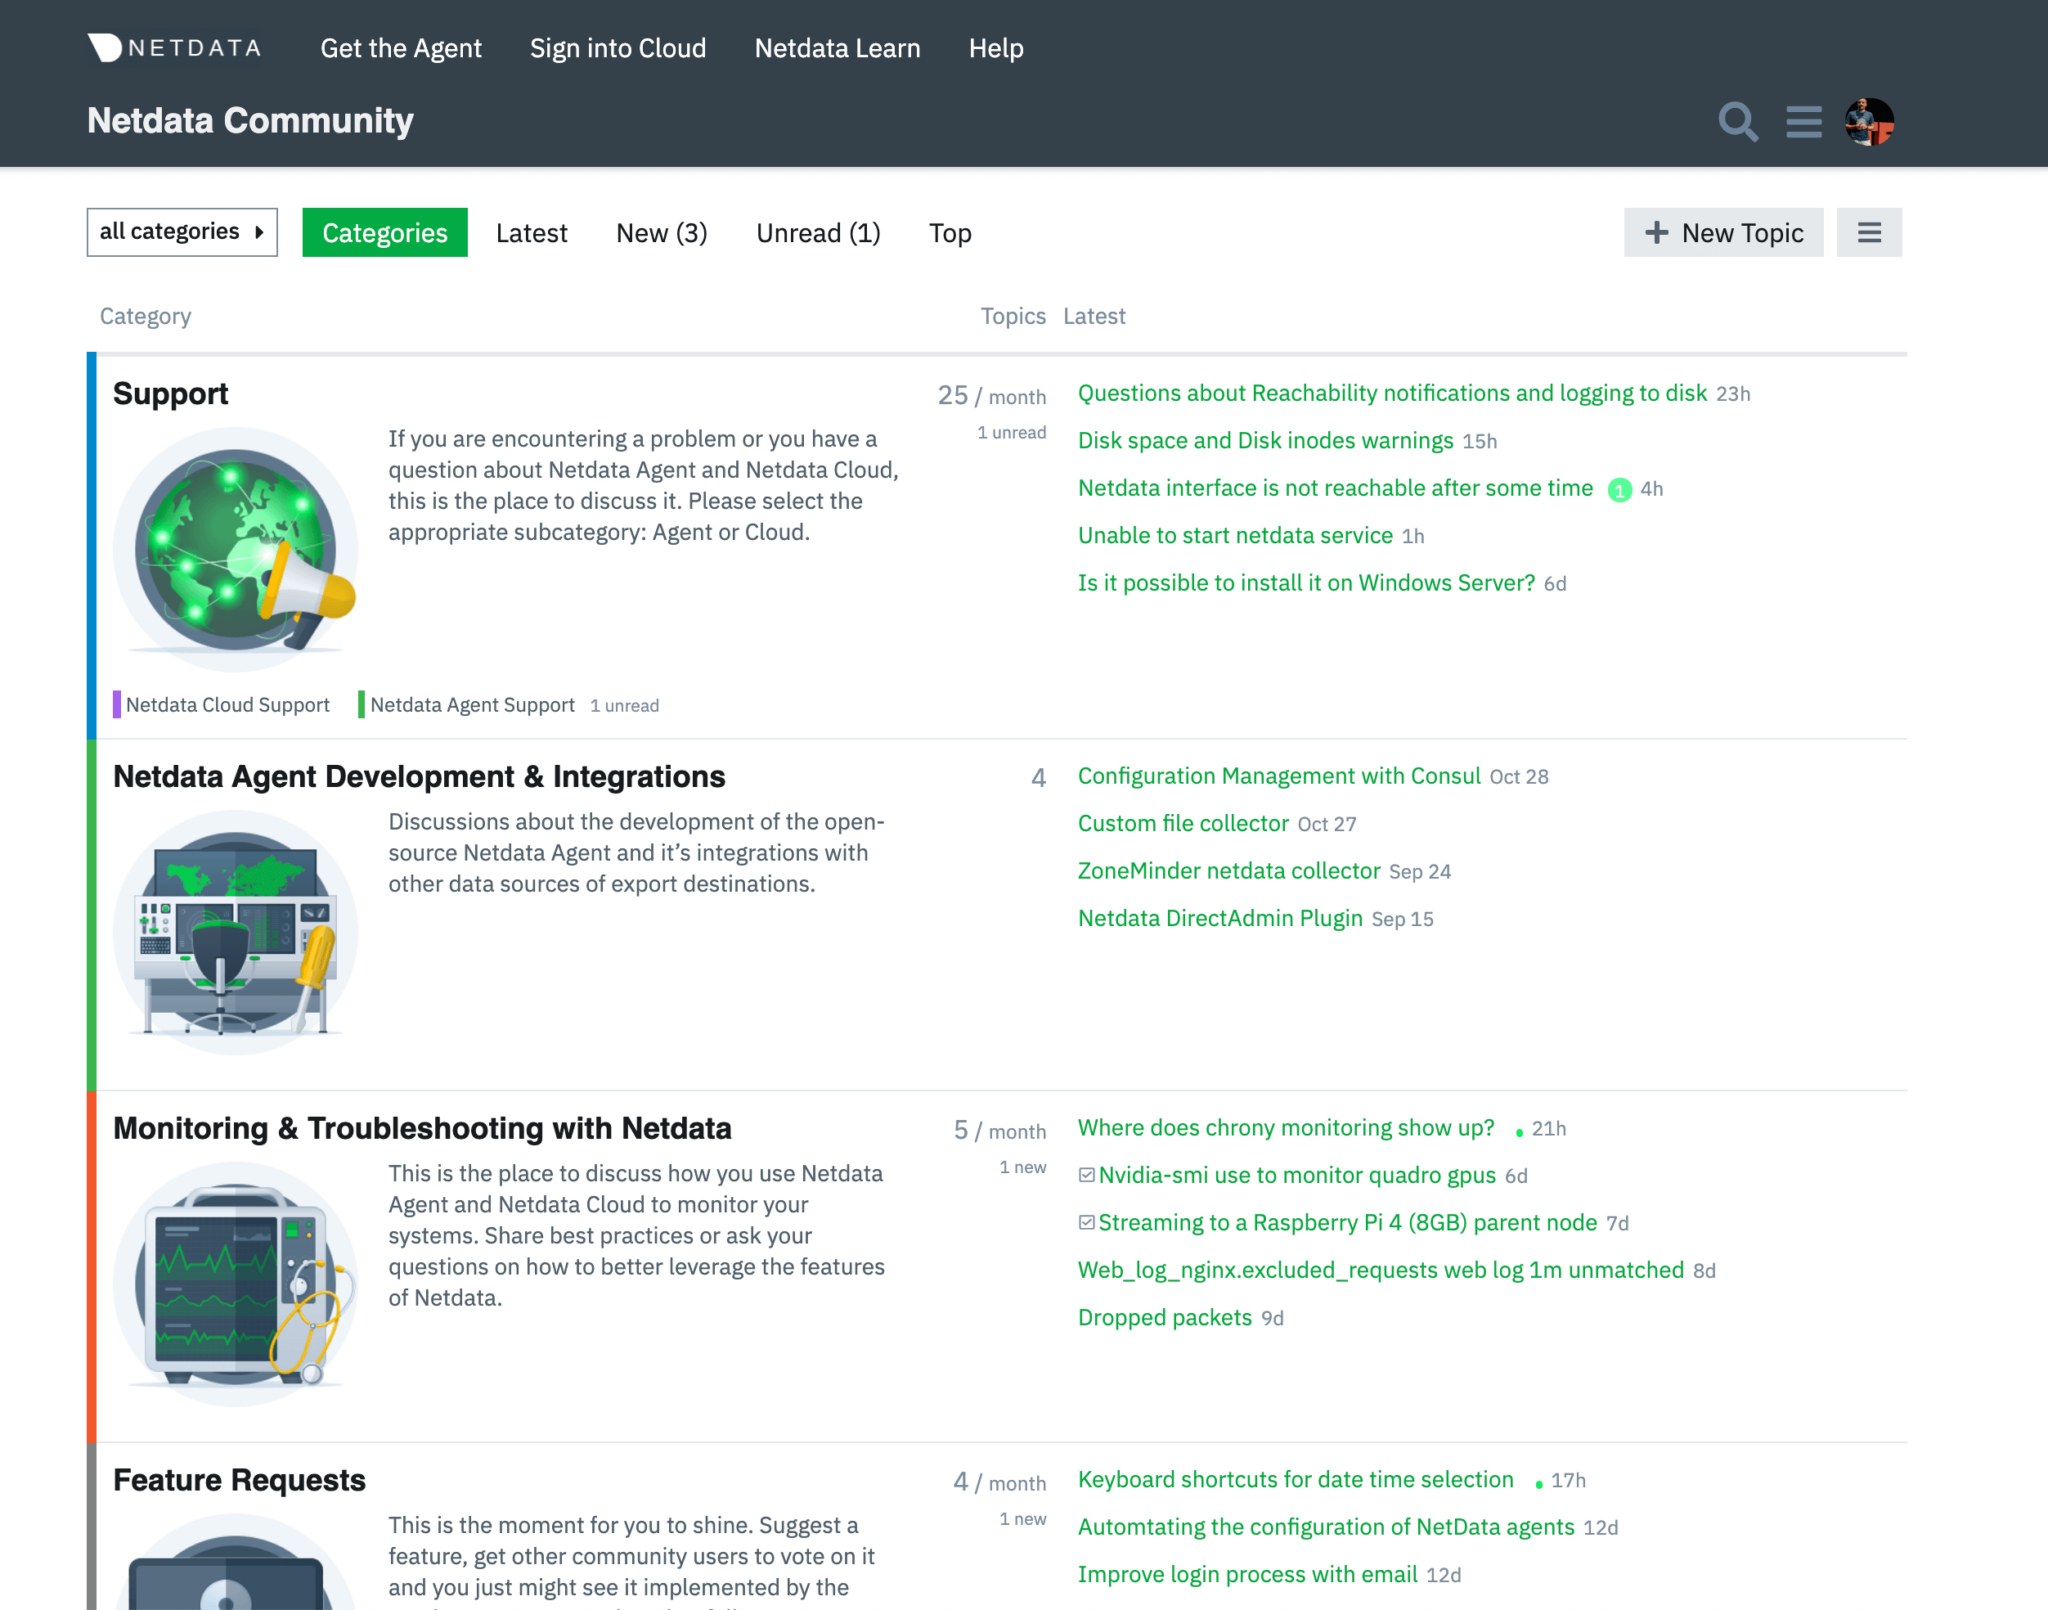 NETDATA
Get the Agent
Sign into Cloud
Netdata Learn
Help
Netdata Community
all categories
Categories
Latest
New (3)
Unread (1)
Top
New Topic
Category
Topics
Latest
Support
If you are encountering a problem or you have a
question about Netdata Agent and Netdata Cloud,
this is the place to discuss it. Please select the
appropriate subcategory: Agent or Cloud.
Netdata Cloud Support
Netdata Agent Support 1 unread
25 / month
1 unread
Questions about Reachability notifications and logging to disk 23h
Disk space and Disk inodes warnings 15h
Netdata interface is not reachable after some time 1 4h
Unable to start netdata service 1h
Is it possible to install it on Windows Server? 6d
Netdata Agent Development & Integrations
Discussions about the development of the open-
source Netdata Agent and it’s integrations with
other data sources of export destinations.
4
Configuration Management with Consul Oct 28
Custom file collector Oct 27
ZoneMinder netdata collector Sep 24
Netdata DirectAdmin Plugin Sep 15
Monitoring & Troubleshooting with Netdata
This is the place to discuss how you use Netdata
Agent and Netdata Cloud to monitor your
systems. Share best practices or ask your
questions on how to better leverage the features
of Netdata.
5 / month
1 new
Where does chrony monitoring show up? 21h
Nvidia-smi use to monitor quadro gpus 6d
Streaming to a Raspberry Pi 4 (8GB) parent node 7d
Web_log_nginx.excluded_requests web log 1m unmatched 8d
Dropped packets 9d
Feature Requests
This is the moment for you to shine. Suggest a
feature, get other community users to vote on it
and you just might see it implemented by the
4 / month
1 new
Keyboard shortcuts for date time selection 17h
Automtating the configuration of NetData agents 12d
Improve login process with email 12d